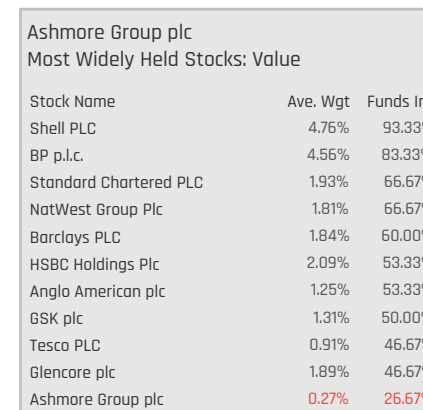 Ashmore Group plc
Most Widely Held Stocks: Value
Stock Name Ave. Wgt Funds In
Shell PLC 4.76% 93.33%
BP p.l.c. 4.56% 83.33%
Standard Chartered PLC 1.93% 66.67%
NatWest Group Plc 1.81% 66.67%
Barclays PLC 1.84% 60.00%
HSBC Holdings Plc 2.09% 53.33%
Anglo American plc 1.25% 53.33%
GSK plc 1.31% 50.00%
Tesco PLC 0.91% 46.67%
Glencore plc 1.89% 46.67%
Ashmore Group plc 0.27% 26.67%